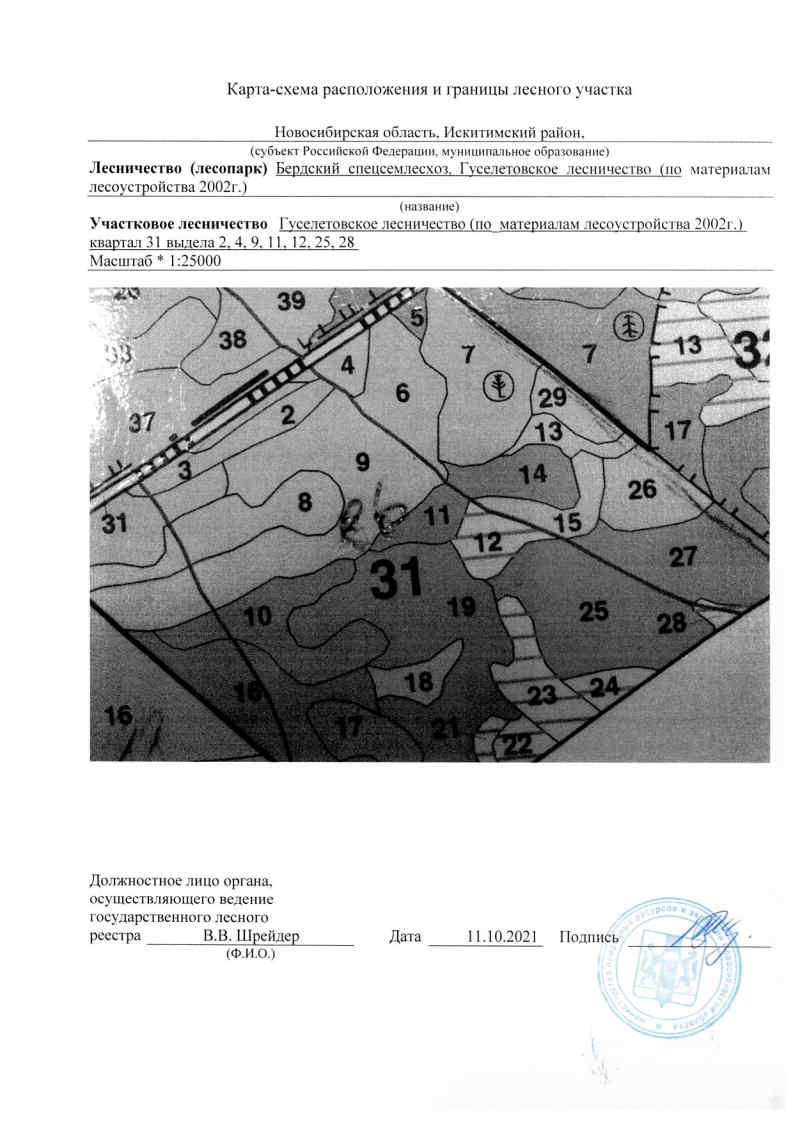 Карта-схема расположения и границы лесного участка
Новосибирская область, Искитимский район,
(субъект Российской Федерации, муниципальное образование)
Лесничество (лесопарк) Бердский спецсемлесхоз, Гуселетовское лесничество (по материалам
лесоустройства 2002г.)
(название)
Участковое лесничество Гуселетовское лесничество (по материалам лесоустройства 2002г.)
квартал 31 выдела 2, 4, 9, 11, 12, 25, 28
Масштаб * 1:25000
39
38
5
7
7
13
4
6
29
37
2
13
17
3
9
14
26
8
31
11
15
12
27
31
10
19
25
28
18
23
24
16
17
21
22
Должностное лицо органа,
осуществляющего ведение
государственного лесного
реестра В.В. Шрейдер Дата 11.10.2021 Подпись
(Ф.И.О.)